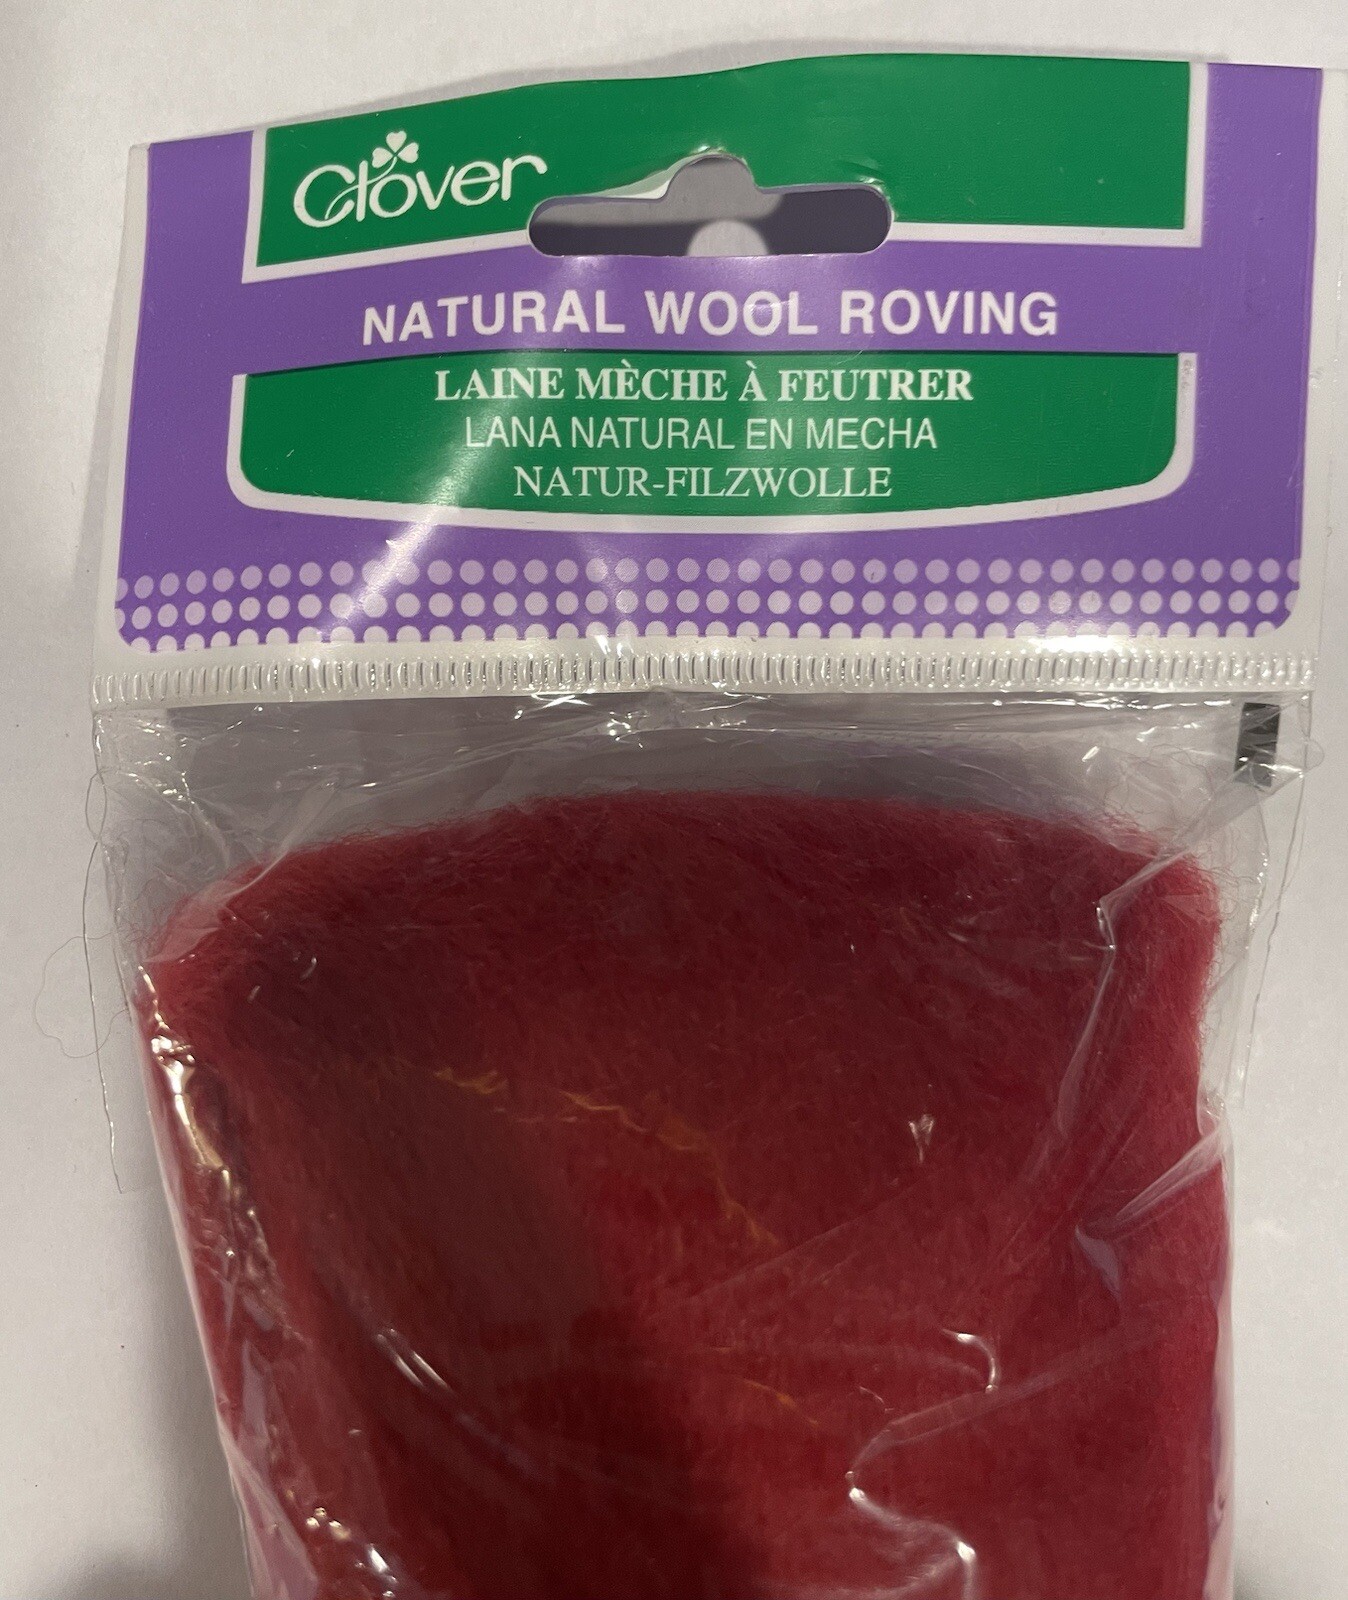 Clover
NATURAL WOOL ROVING
LAINE MÈCHE À FEUTRER
LANA NATURAL EN MECHA
NATUR-FILZWOLLE